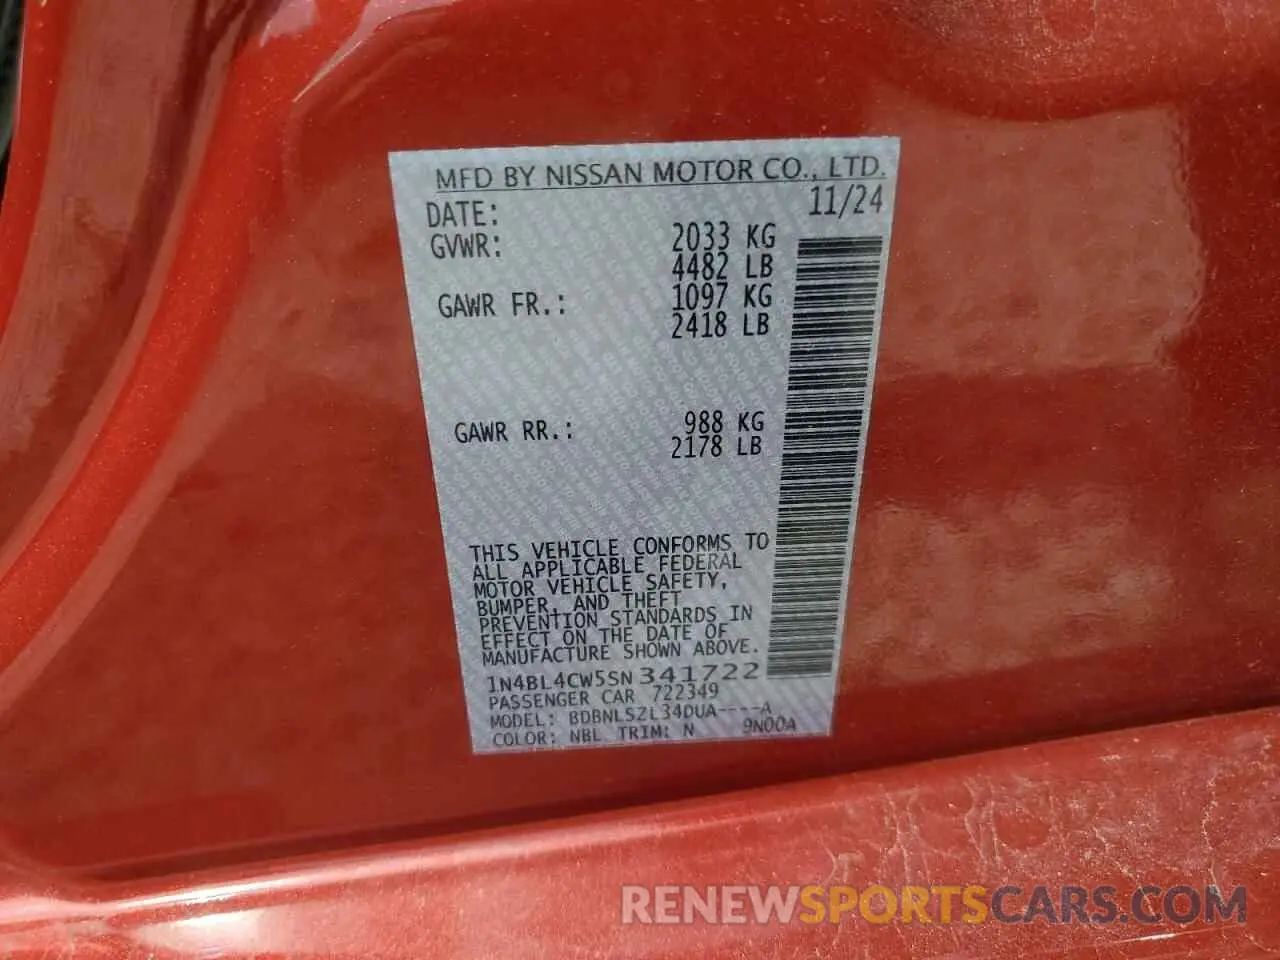 MFD BY NISSAN MOTOR CO., LTD.
DATE: 11/24
GVWR: 2033 KG
4482 LB
GAWR FR.: 1097 KG
2418 LB
GAWR RR.: 988 KG
2178 LB
THIS VEHICLE CONFORMS TO
ALL APPLICABLE FEDERAL
MOTOR VEHICLE SAFETY,
BUMPER, AND THEFT
PREVENTION STANDARDS IN
EFFECT ON THE DATE OF
MANUFACTURE SHOWN ABOVE.
1N4BL4CW5SN341722
PASSENGER CAR 722349
MODEL: BDBNLSZL34DUA----A
COLOR: NBL TRIM: N 9N00A
RENEWSPORTSCARS.COM